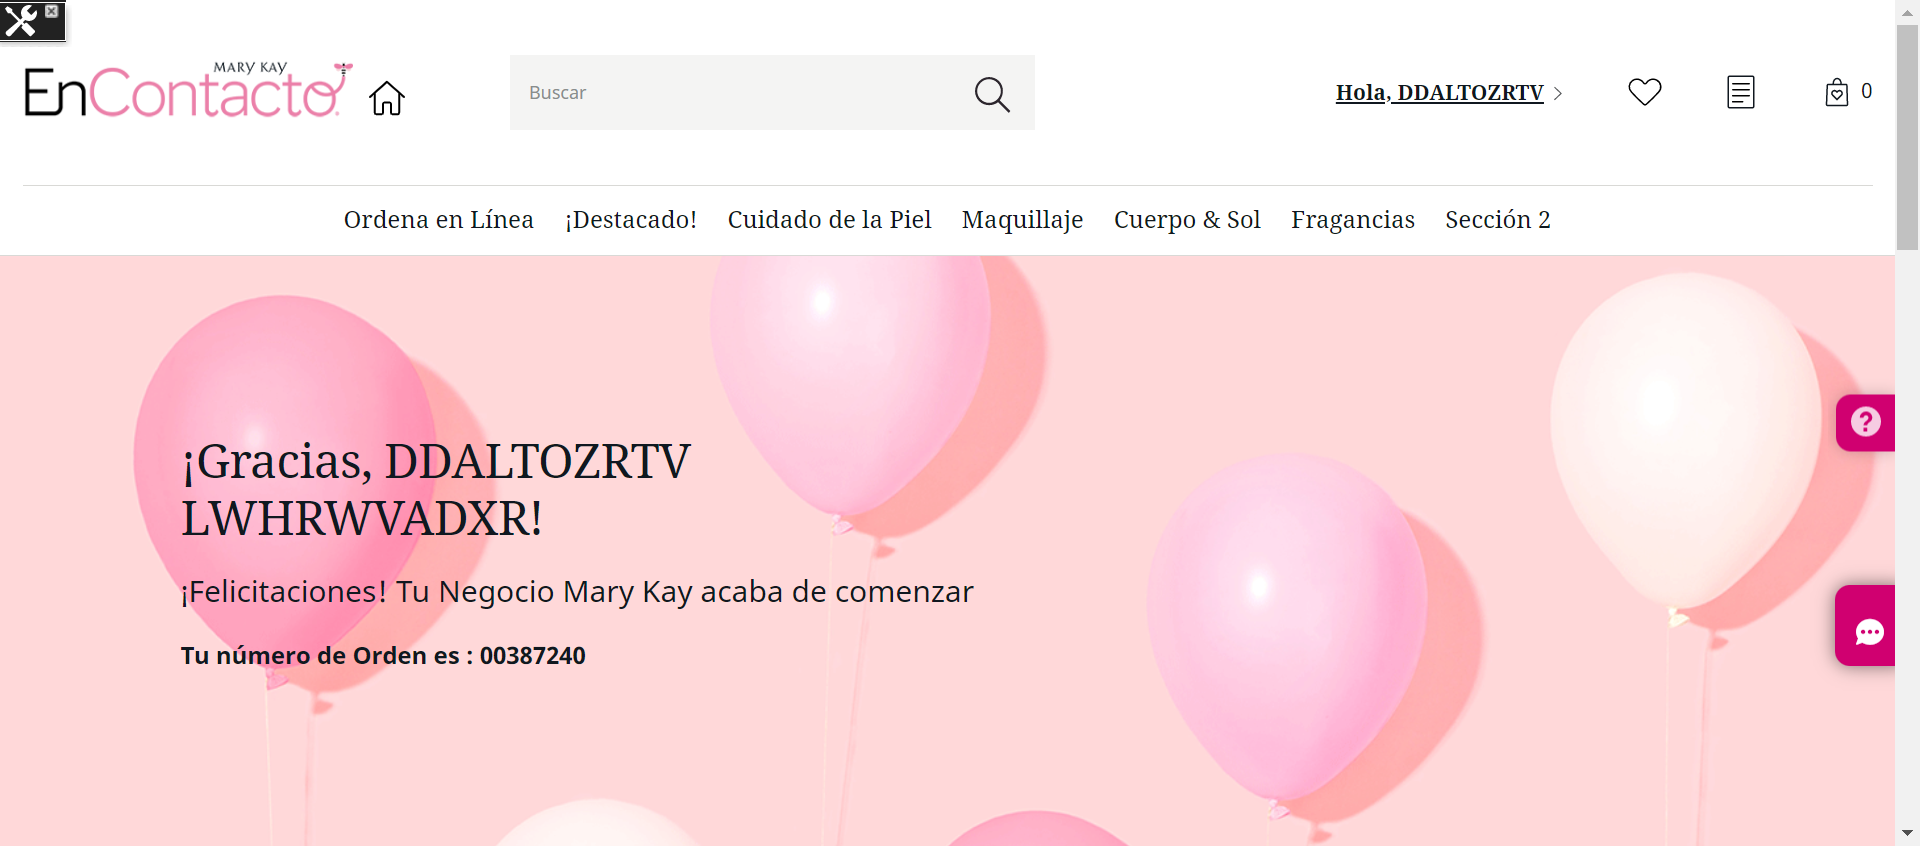 MARY KAY
EnContacto
Buscar
Hola, DDALTOZRTV
0
Ordena en Línea
¡Destacado!
Cuidado de la Piel
Maquillaje
Cuerpo & Sol
Fragancias
Sección 2
¡Gracias, DDALTOZRTV
LWHRWVADXR!
¡Felicitaciones! Tu Negocio Mary Kay acaba de comenzar
Tu número de Orden es : 00387240
?